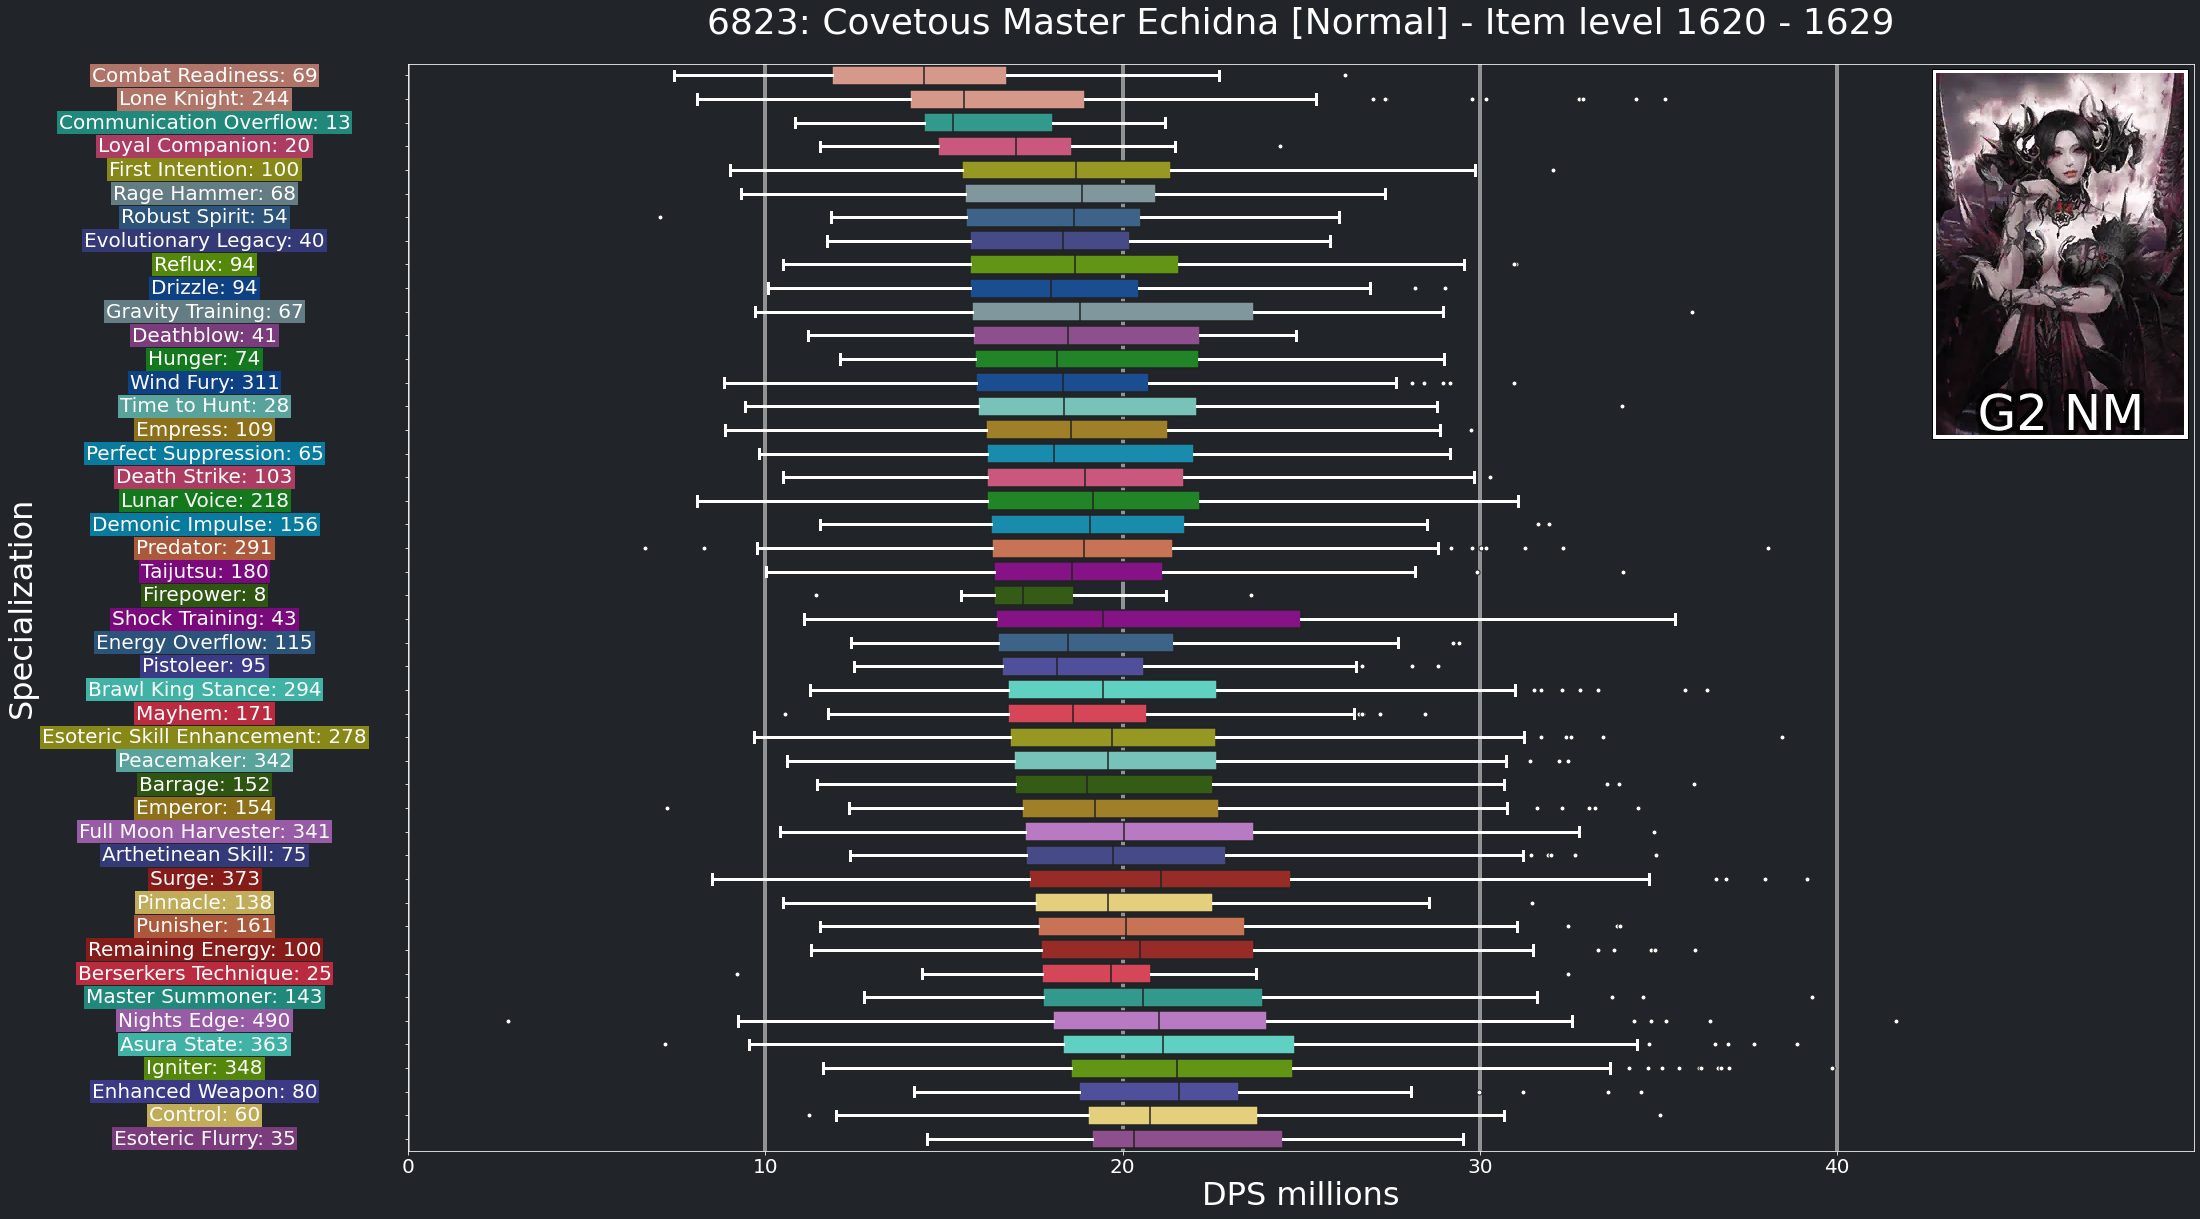 6823: Covetous Master Echidna [Normal] - Item level 1620 - 1629
Combat Readiness: 69
Lone Knight: 244
Communication Overflow: 13
Loyal Companion: 20
First Intention: 100
Rage Hammer: 68
Robust Spirit: 54
Evolutionary Legacy: 40
Reflux: 94
Drizzle: 94
Gravity Training: 67
Deathblow: 41
Hunger: 74
Wind Fury: 311
Time to Hunt: 28
Empress: 109
Perfect Suppression: 65
Death Strike: 103
Lunar Voice: 218
Demonic Impulse: 156
Predator: 291
Taijutsu: 180
Firepower: 8
Shock Training: 43
Energy Overflow: 115
Pistoleer: 95
Brawl King Stance: 294
Mayhem: 171
Esoteric Skill Enhancement: 278
Peacemaker: 342
Barrage: 152
Emperor: 154
Full Moon Harvester: 341
Arthetinean Skill: 75
Surge: 373
Pinnacle: 138
Punisher: 161
Remaining Energy: 100
Berserkers Technique: 25
Master Summoner: 143
Nights Edge: 490
Asura State: 363
Igniter: 348
Enhanced Weapon: 80
Control: 60
Esoteric Flurry: 35
Specialization
0 10 20 30 40
DPS millions
G2 NM